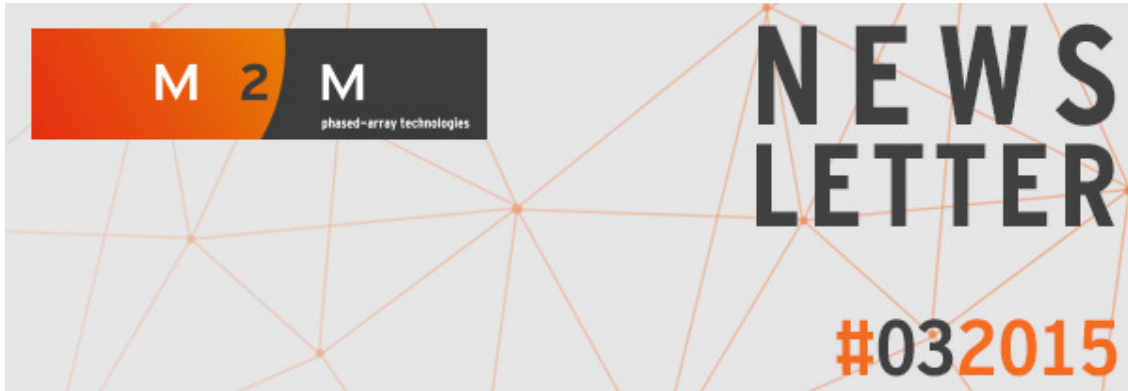 M 2 M
phased-array technologies
NEWS
LETTER
#032015